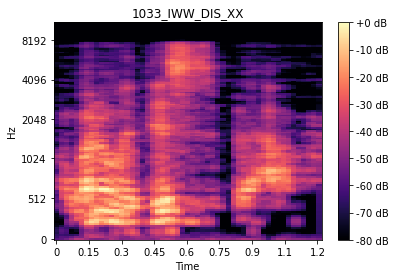 1033_IWW_DIS_XX
+0 dB
8192
-10 dB
4096
-20 dB
-30 dB
2048
Hz
-40 dB
1024
-50 dB
512
-60 dB
-70 dB
0
-80 dB
0 0.15 0.3 0.45 0.6 0.75 0.9 1.1 1.2
Time